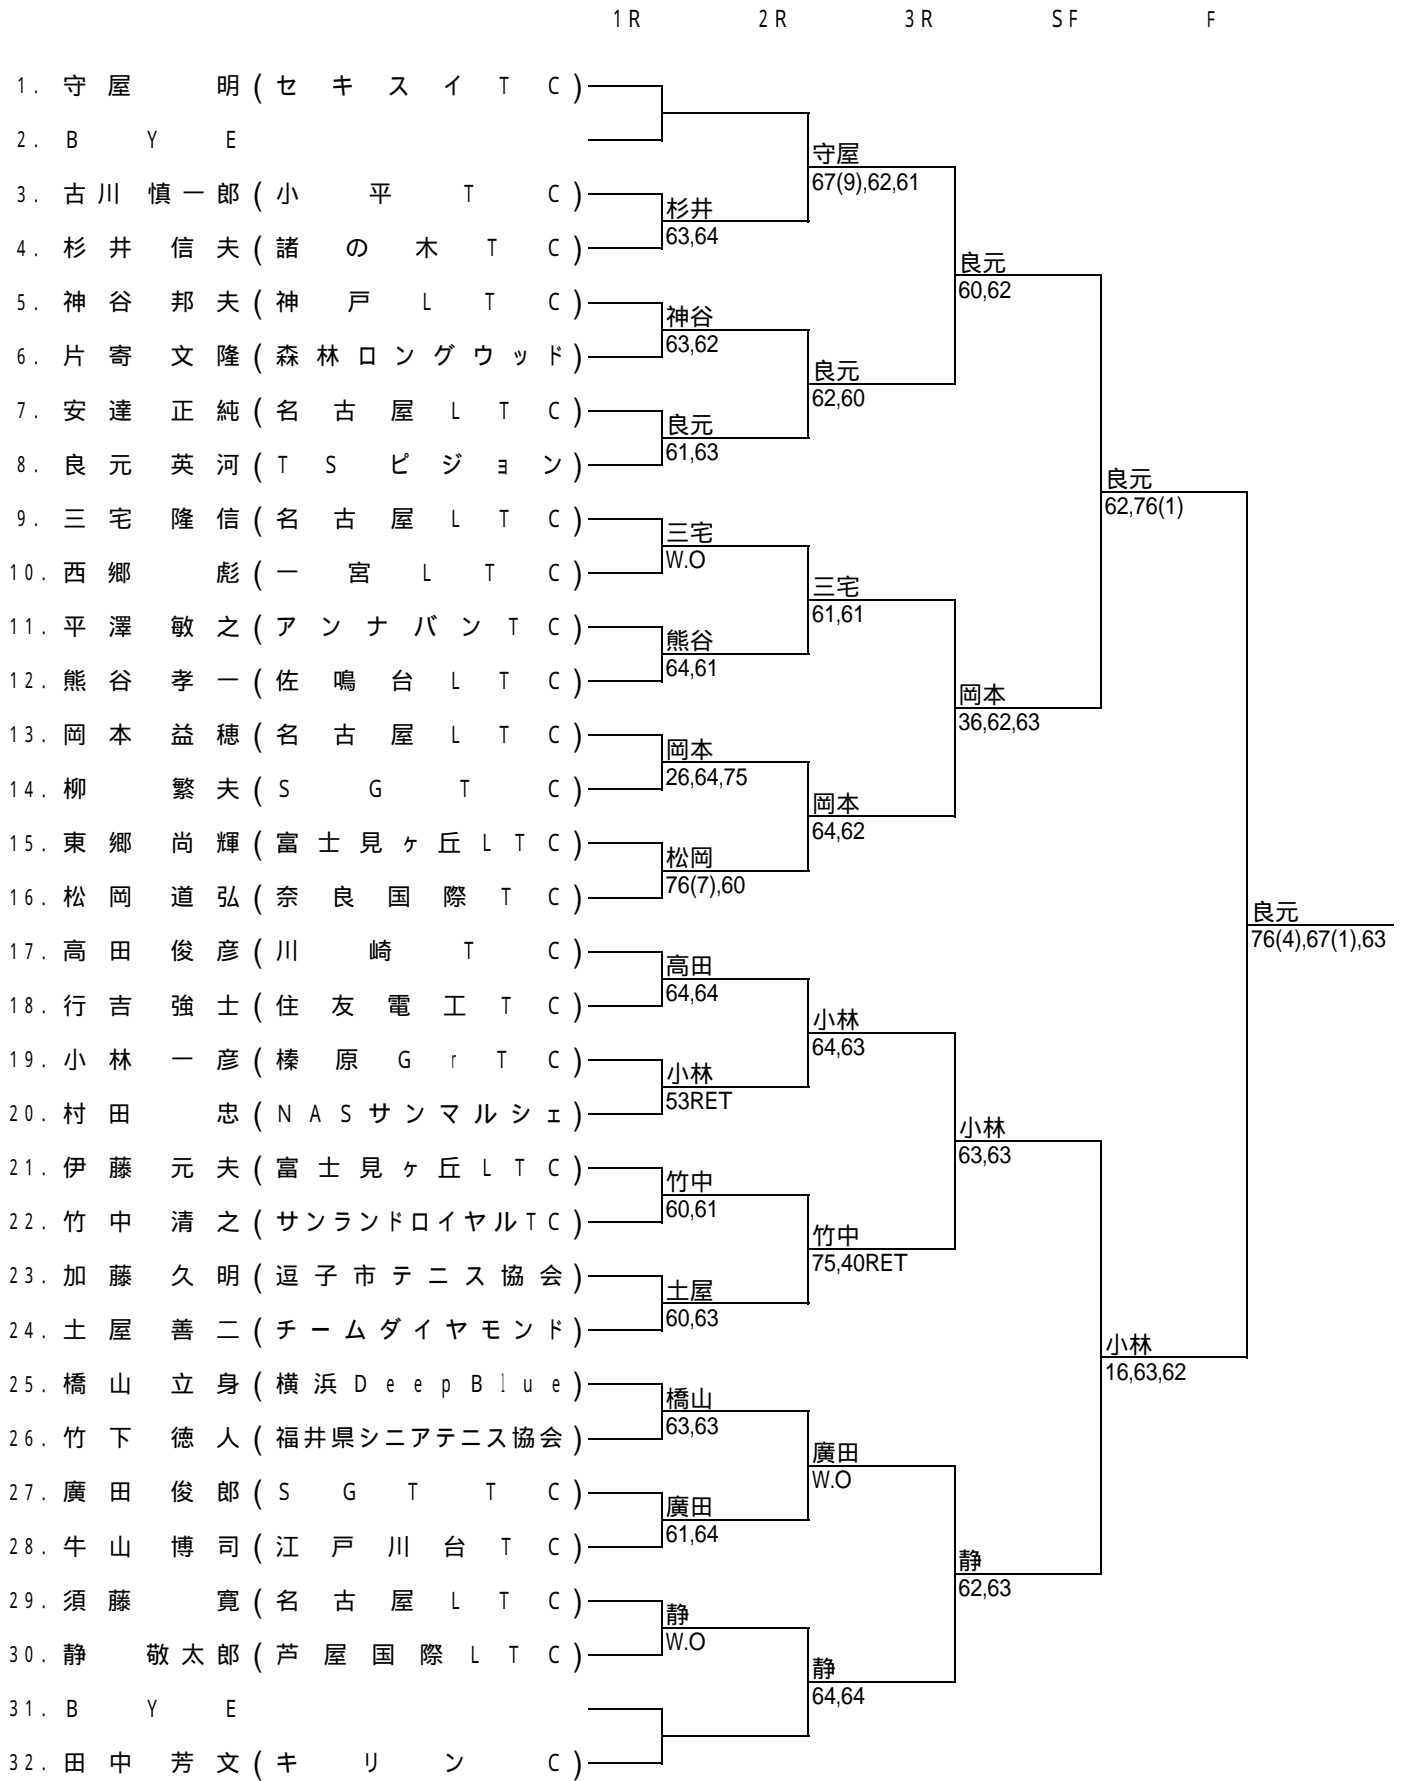 1R 2R 3R SF F
1. 守屋 明(セキスイTC)
2. BYE
守屋
67(9),62,61
3. 古川 慎一郎(小平TC)
杉井
63,64
4. 杉井 信夫(諸の木TC)
良元
60,62
5. 神谷 邦夫(神戸LTC)
神谷
63,62
6. 片寄 文隆(森林ロングウッド)
良元
62,60
7. 安達 正純(名古屋LTC)
良元
61,63
8. 良元 英河(TSピジョン)
良元
62,76(1)
9. 三宅 隆信(名古屋LTC)
三宅
W.O
10. 西郷 彪(一宮LTC)
三宅
61,61
11. 平澤 敏之(アンナバンTC)
熊谷
64,61
12. 熊谷 孝一(佐鳴台LTC)
岡本
36,62,63
13. 岡本 益穂(名古屋LTC)
岡本
26,64,75
14. 柳 繁夫(SGTC)
岡本
64,62
15. 東郷 尚輝(富士見ヶ丘LTC)
松岡
76(7),60
16. 松岡 道弘(奈良国際TC)
良元
76(4),67(1),63
17. 高田 俊彦(川崎TC)
高田
64,64
18. 行吉 強士(住友電工TC)
小林
64,63
19. 小林 一彦(榛原GrTC)
小林
53RET
20. 村田 忠(NASサンマルシェ)
小林
63,63
21. 伊藤 元夫(富士見ヶ丘LTC)
竹中
60,61
22. 竹中 清之(サンランドロイヤルTC)
竹中
75,40RET
23. 加藤 久明(逗子市テニス協会)
土屋
60,63
24. 土屋 善二(チームダイヤモンド)
小林
16,63,62
25. 橋山 立身(横浜DeepBlue)
橋山
63,63
26. 竹下 徳人(福井県シニアテニス協会)
廣田
W.O
27. 廣田 俊郎(SGTTC)
廣田
61,64
28. 牛山 博司(江戸川台TC)
静
62,63
29. 須藤 寛(名古屋LTC)
静
W.O
30. 静 敬太郎(芦屋国際LTC)
静
64,64
31. BYE
32. 田中 芳文(キリンC)